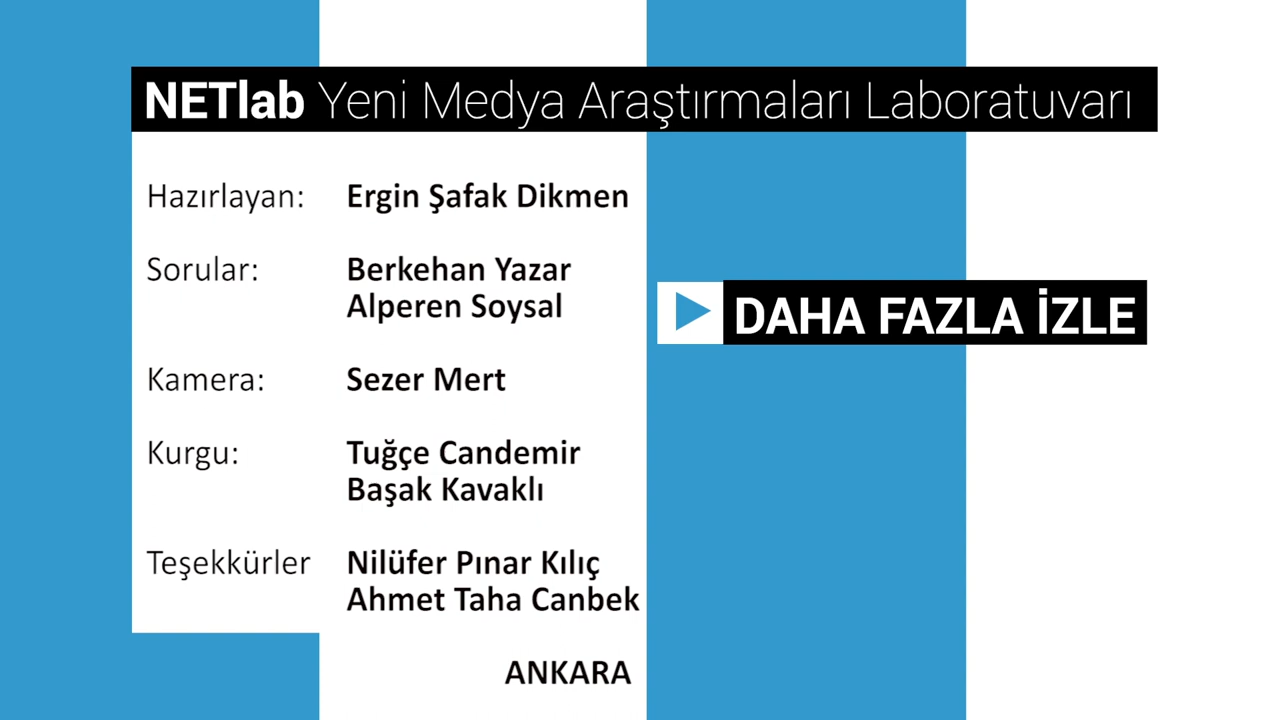 NETlab Yeni Medya Araştırmaları Laboratuvarı
Hazırlayan: Ergin Şafak Dikmen
Sorular: Berkehan Yazar
Alperen Soysal
Kamera: Sezer Mert
Kurgu: Tuğçe Candemir
Başak Kavaklı
Teşekkürler Nilüfer Pınar Kılıç
Ahmet Taha Canbek
ANKARA
DAHA FAZLA İZLE